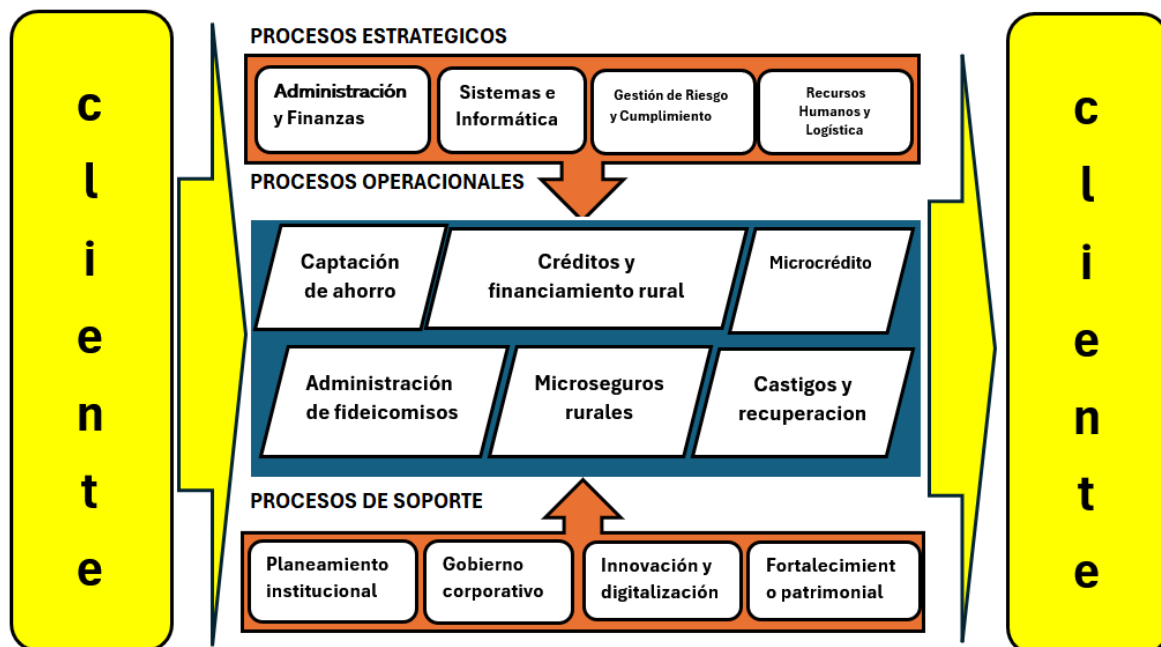 cliente
PROCESOS ESTRATEGICOS
Administración
y Finanzas
Sistemas e
Informática
Gestión de Riesgo
y Cumplimiento
Recursos
Humanos y
Logística
PROCESOS OPERACIONALES
Captación
de ahorro
Créditos y
financiamiento rural
Microcrédito
Administración
de fideicomisos
Microseguros
rurales
Castigos y
recuperacion
PROCESOS DE SOPORTE
Planeamiento
institucional
Gobierno
corporativo
Innovación y
digitalización
Fortalecimient
o patrimonial
cliente